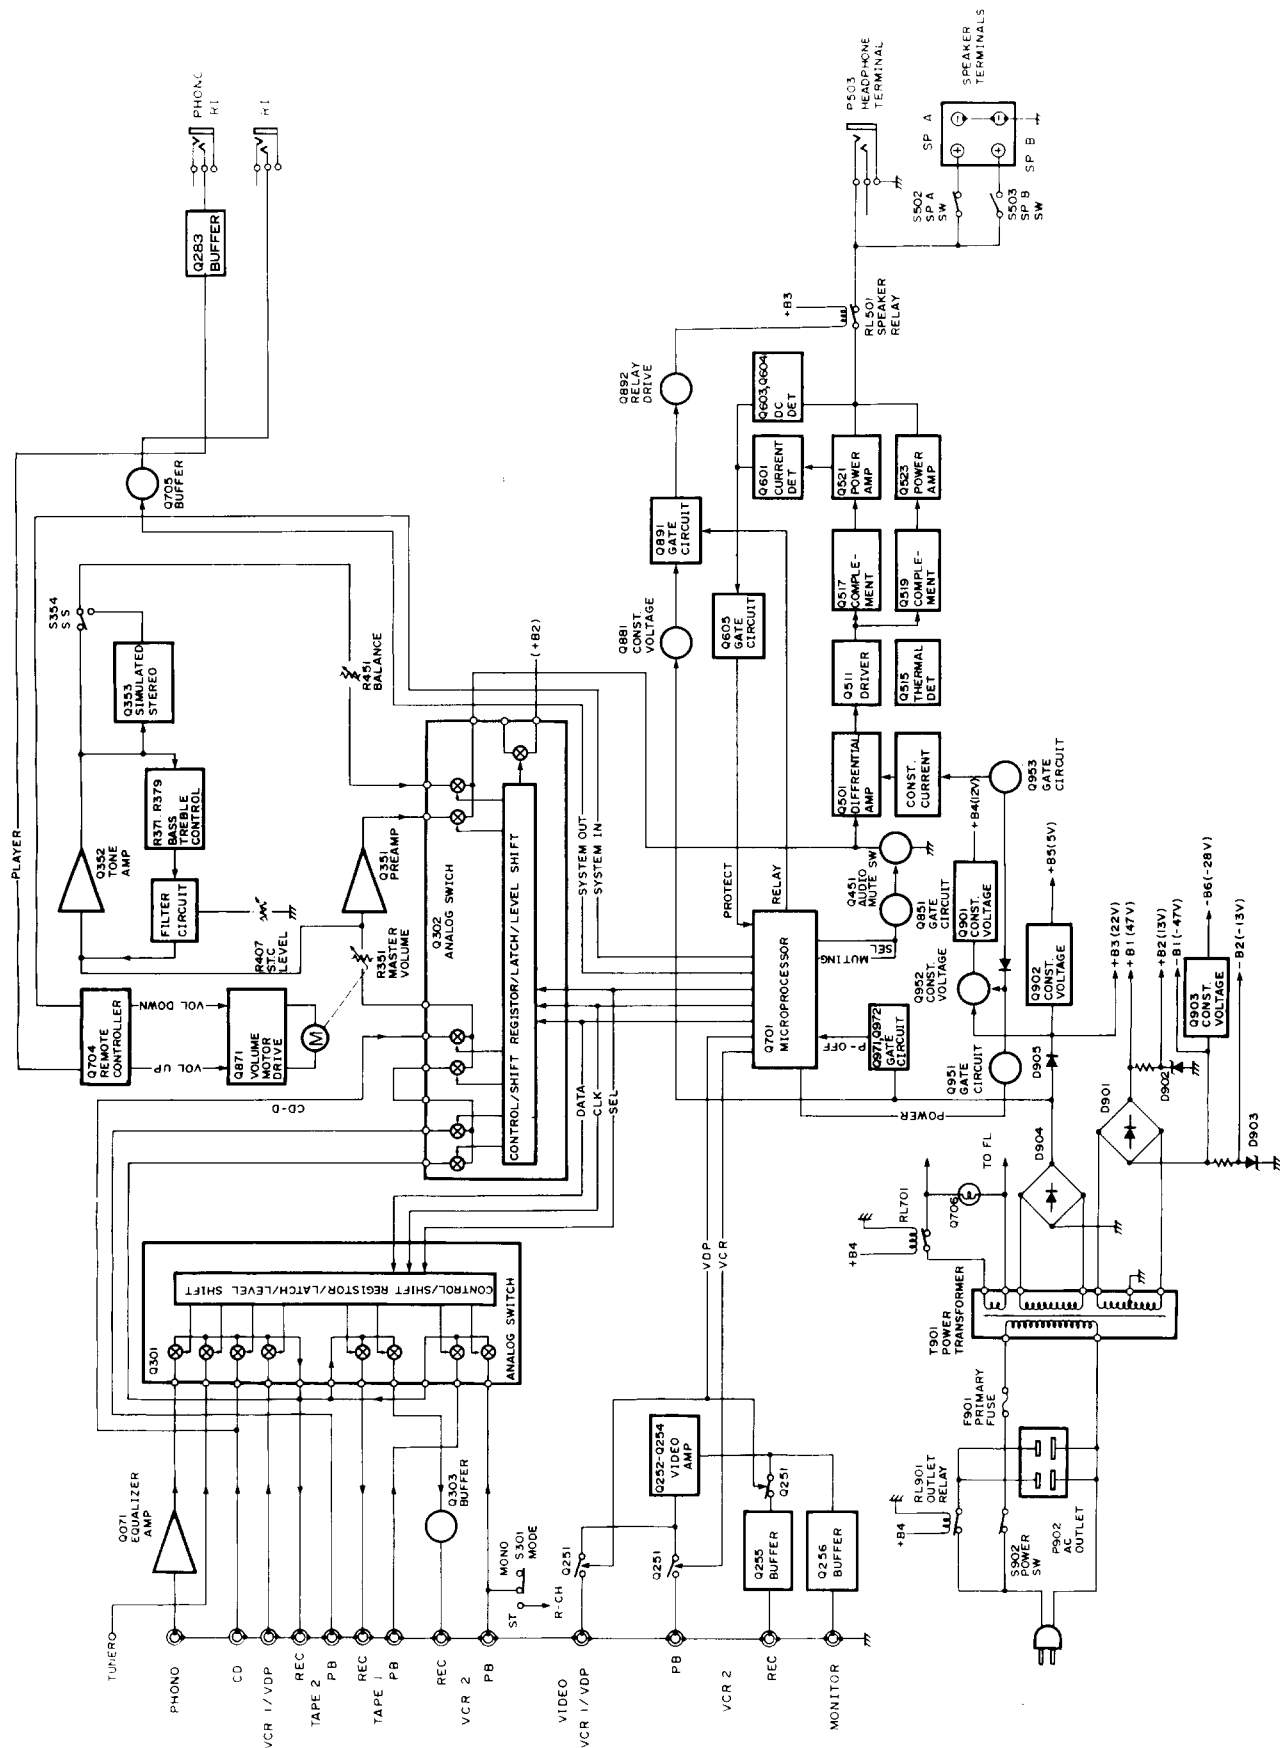 TUNER
PHONO
CD
VCR 1/VDP
REC
TAPE 2
PB
REC
TAPE 1
PB
REC
VCR 2
PB
VIDEO
VCR 1/VDP
PB
VCR 2
REC
MONITOR
Q071
EQUALIZER
AMP
Q303
BUFFER
MONO
S301
MODE
ST
R-CH
Q251
Q251
Q251
Q252~Q254
VIDEO
AMP
Q255
BUFFER
Q256
BUFFER
VDP
VCR
Q301
CONTROL/SHIFT REGISTOR/LATCH/LEVEL SHIFT
ANALOG SWITCH
CD-D
DATA
CLK
SEL
PLAYER
Q704
REMOTE
CONTROLLER
VOL DOWN
VOL UP
Q871
VOLUME
MOTOR
DRIVE
M
R351
MASTER
VOLUME
R407
S.T.C
LEVEL
Q352
TONE
AMP
FILTER
CIRCUIT
R371, R379
BASS
TREBLE
CONTROL
Q353
SIMULATED
STEREO
S354
S S
Q351
PREAMP
R451
BALANCE
Q302
ANALOG SWICH
CONTROL/SHIFT REGISTOR/LATCH/LEVEL SHIFT
(+B2)
SYSTEM OUT
SYSTEM IN
Q705
BUFFER
Q283
BUFFER
PHONO
RI
RI
Q701
MICROPROCESSOR
PROTECT
RELAY
MUTING
SEL
P-OFF
POWER
Q971, Q972
GATE
CIRCUIT
Q451
AUDIO
MUTE SW
Q851
GATE
CIRCUIT
Q605
GATE
CIRCUIT
Q881
CONST.
VOLTAGE
Q891
GATE
CIRCUIT
Q892
RELAY
DRIVE
+B3
RL501
SPEAKER
RELAY
Q601
CURRENT
DET
Q603, Q604
DC
DET
Q501
DIFFERENTIAL
AMP
CONST.
CURRENT
Q511
DRIVER
Q515
THERMAL
DET
Q517
COMPLE-
MENT
Q519
COMPLE-
MENT
Q521
POWER
AMP
Q523
POWER
AMP
P503
HEADPHONE
TERMINAL
S502
SP A
SW
S503
SP B
SW
SP A
SP B
SPEAKER
TERMINALS
Q953
GATE
CIRCUIT
Q951
GATE
CIRCUIT
Q952
CONST.
VOLTAGE
Q901
CONST.
VOLTAGE
+B4(12V)
Q902
CONST.
VOLTAGE
+B5(5V)
+B3(22V)
+B1(47V)
+B2(13V)
-B1(-47V)
Q903
CONST.
VOLTAGE
-B6(-28V)
-B2(-13V)
D905
D904
D901
D902
D903
TO FL
Q706
RL701
+B4
T901
POWER
TRANSFORMER
F901
PRIMARY
FUSE
RL901
OUTLET
RELAY
+B4
S902
POWER
SW
P902
AC
OUTLET